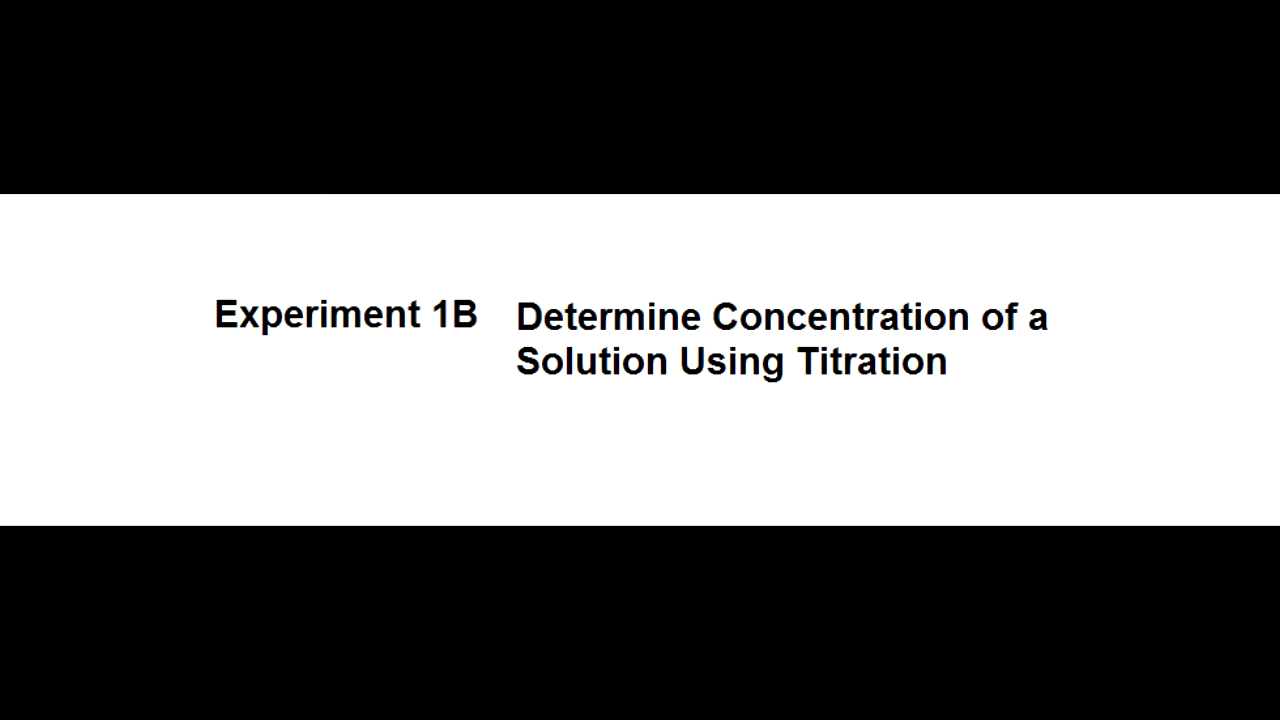 Experiment 1B Determine Concentration of a
Solution Using Titration